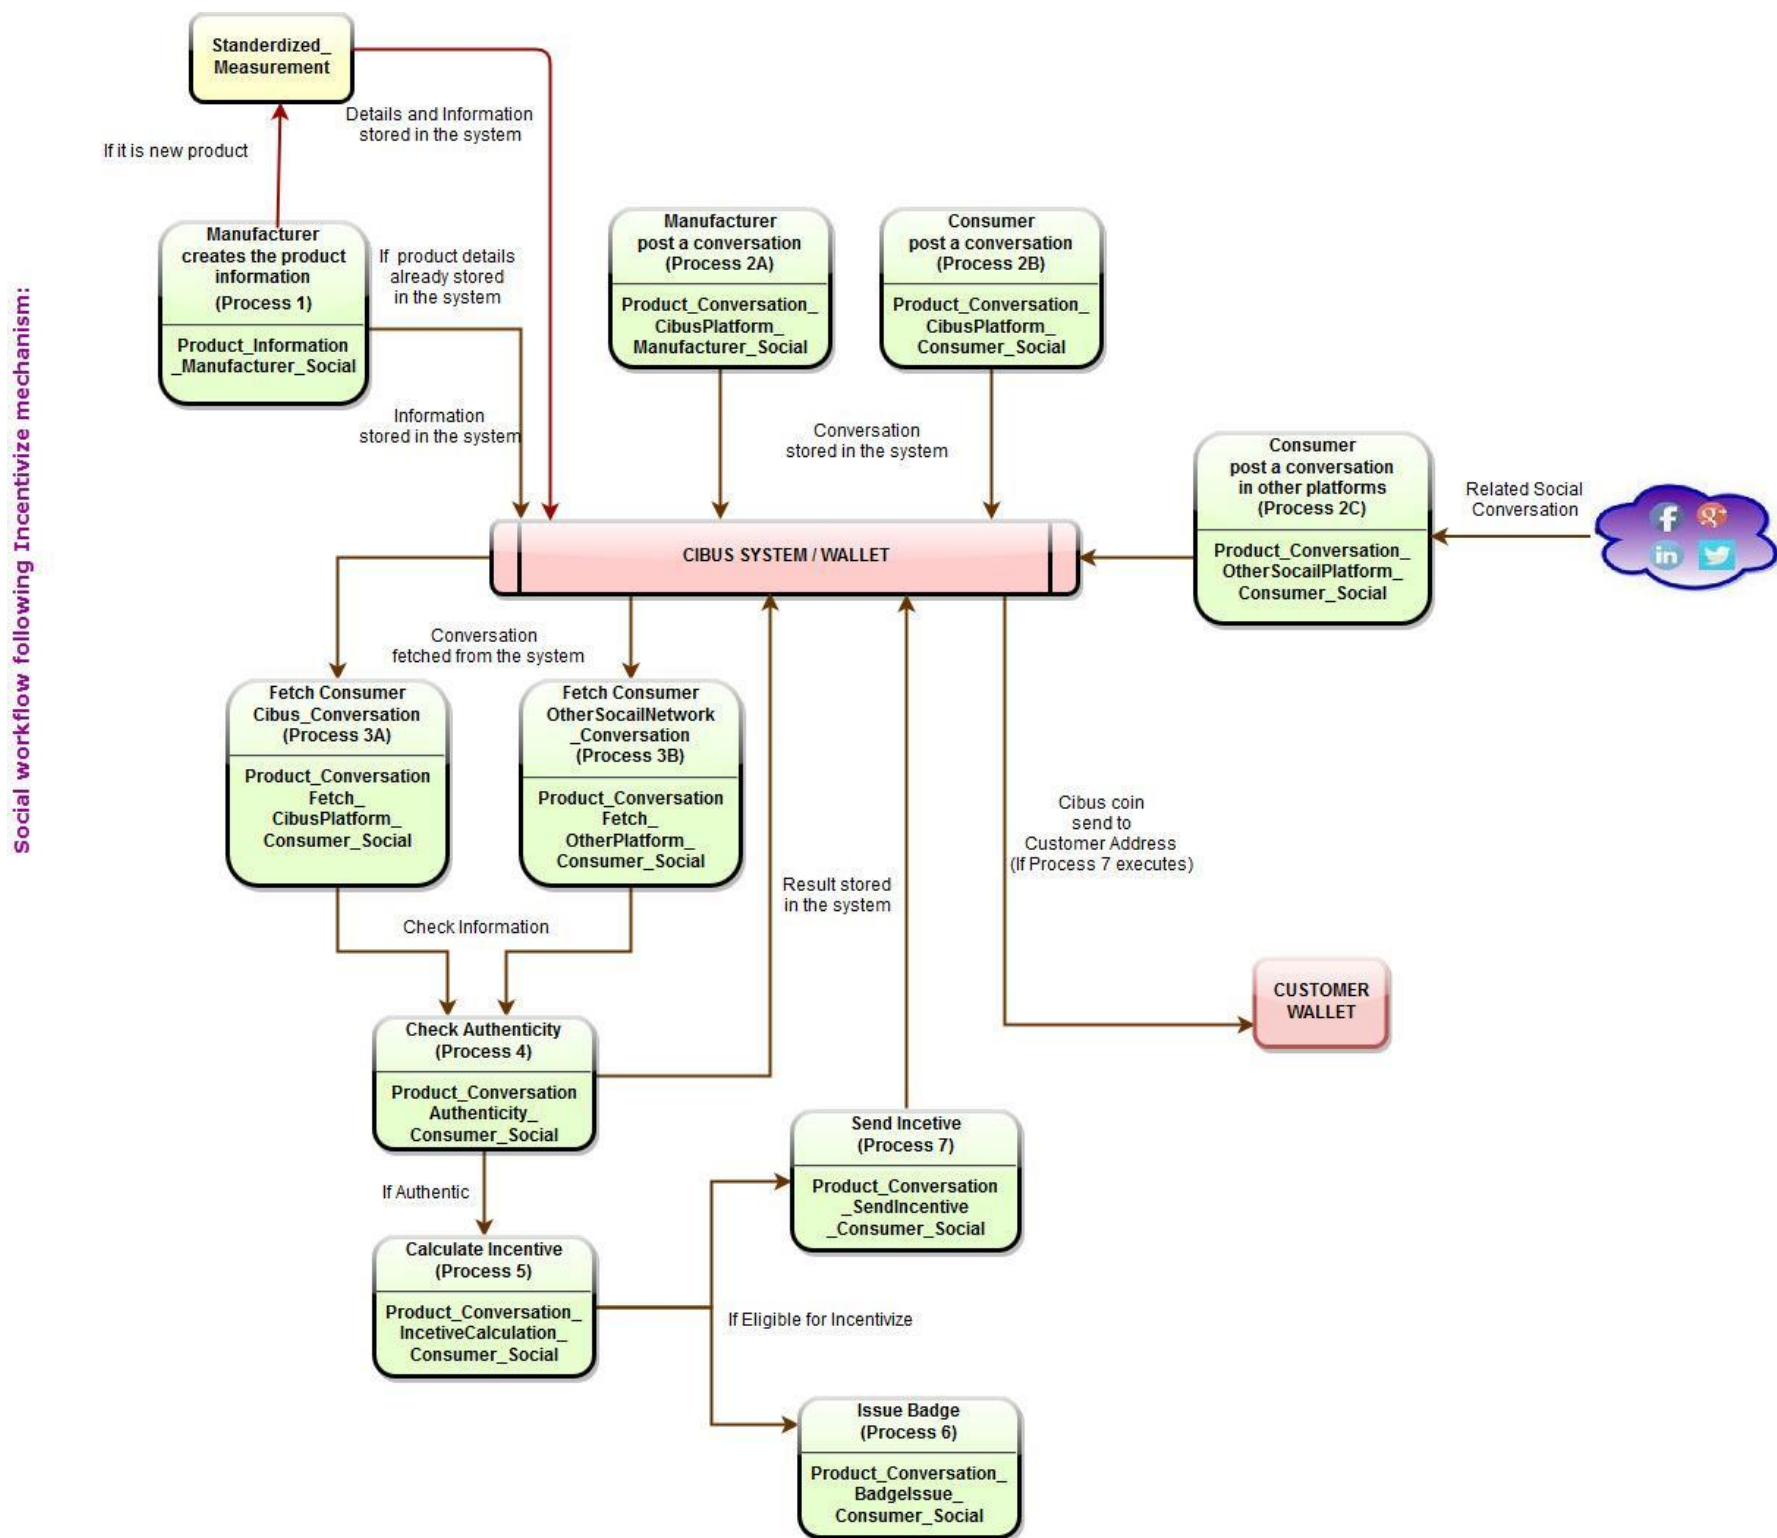 Social workflow following Incentivize mechanism:
Standerdized_
Measurement
Details and Information
stored in the system
If it is new product
Manufacturer
creates the product
information
(Process 1)
Product_Information
_Manufacturer_Social
If  product details
already stored
in the system
Information
stored in the system
Manufacturer
post a conversation
(Process 2A)
Product_Conversation_
CibusPlatform_
Manufacturer_Social
Consumer
post a conversation
(Process 2B)
Product_Conversation_
CibusPlatform_
Consumer_Social
Conversation
stored in the system
Consumer
post a conversation
in other platforms
(Process 2C)
Product_Conversation_
OtherSocailPlatform_
Consumer_Social
Related Social
Conversation
f
g+
in
CIBUS SYSTEM / WALLET
Conversation
fetched from the system
Fetch Consumer
Cibus_Conversation
(Process 3A)
Product_Conversation
Fetch_
CibusPlatform_
Consumer_Social
Fetch Consumer
OtherSocailNetwork
_Conversation
(Process 3B)
Product_Conversation
Fetch_
OtherPlatform_
Consumer_Social
Check Information
Result stored
in the system
Cibus coin
send to
Customer Address
(If Process 7 executes)
CUSTOMER
WALLET
Check Authenticity
(Process 4)
Product_Conversation
Authenticity_
Consumer_Social
If Authentic
Calculate Incentive
(Process 5)
Product_Conversation_
IncetiveCalculation_
Consumer_Social
Send Incetive
(Process 7)
Product_Conversation
_SendIncentive
_Consumer_Social
If Eligible for Incentivize
Issue Badge
(Process 6)
Product_Conversation_
BadgeIssue_
Consumer_Social